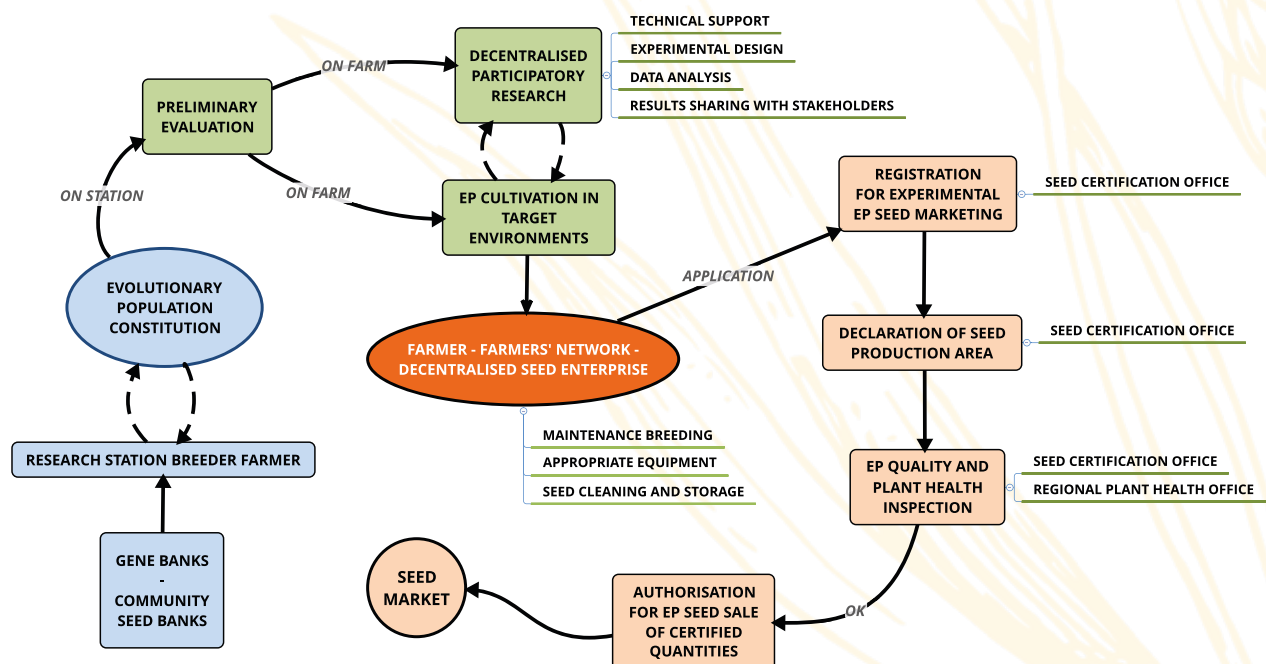 TECHNICAL SUPPORT
EXPERIMENTAL DESIGN
DATA ANALYSIS
RESULTS SHARING WITH STAKEHOLDERS
DECENTRALISED
PARTICIPATORY
RESEARCH
ON FARM
PRELIMINARY
EVALUATION
ON STATION
ON FARM
EP CULTIVATION IN
TARGET
ENVIRONMENTS
REGISTRATION
FOR EXPERIMENTAL
EP SEED MARKETING
SEED CERTIFICATION OFFICE
APPLICATION
EVOLUTIONARY
POPULATION
CONSTITUTION
FARMER - FARMERS' NETWORK -
DECENTRALISED SEED ENTERPRISE
DECLARATION OF SEED
PRODUCTION AREA
SEED CERTIFICATION OFFICE
MAINTENANCE BREEDING
APPROPRIATE EQUIPMENT
SEED CLEANING AND STORAGE
RESEARCH STATION BREEDER FARMER
EP QUALITY AND
PLANT HEALTH
INSPECTION
SEED CERTIFICATION OFFICE
REGIONAL PLANT HEALTH OFFICE
GENE BANKS
-
COMMUNITY
SEED BANKS
SEED
MARKET
AUTHORISATION
FOR EP SEED SALE
OF CERTIFIED
QUANTITIES
OK